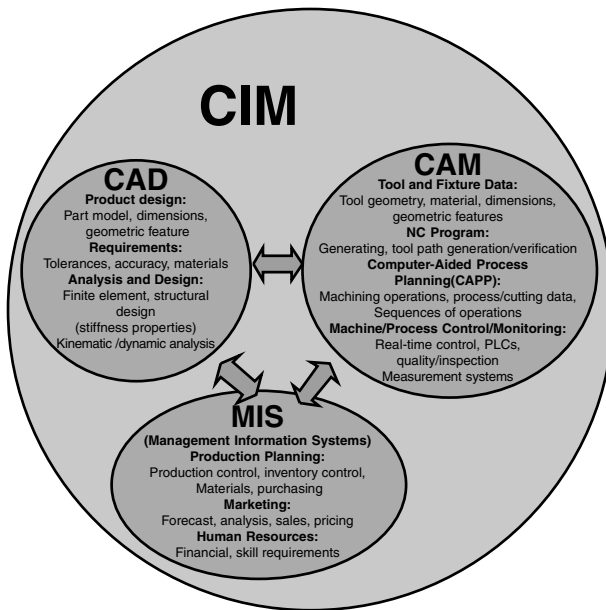 CIM
CAD
Product design:
Part model, dimensions,
geometric feature
Requirements:
Tolerances, accuracy, materials
Analysis and Design:
Finite element, structural
design
(stiffness properties)
Kinematic /dynamic analysis
CAM
Tool and Fixture Data:
Tool geometry, material, dimensions,
geometric features
NC Program:
Generating, tool path generation/verification
Computer-Aided Process
Planning(CAPP):
Machining operations, process/cutting data,
Sequences of operations
Machine/Process Control/Monitoring:
Real-time control, PLCs,
quality/inspection
Measurement systems
MIS
(Management Information Systems)
Production Planning:
Production control, inventory control,
Materials, purchasing
Marketing:
Forecast, analysis, sales, pricing
Human Resources:
Financial, skill requirements